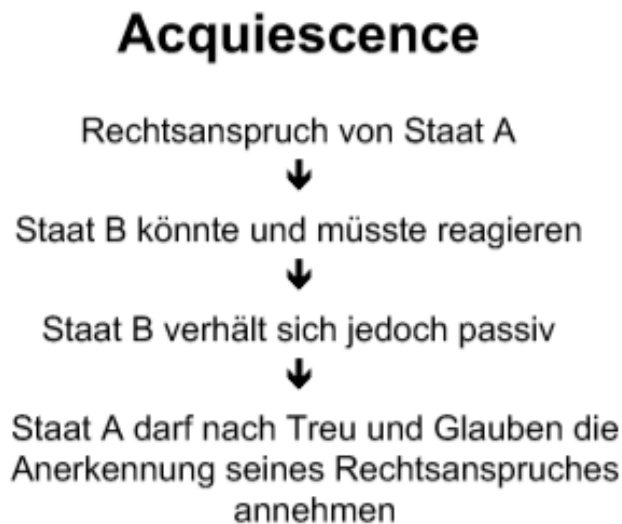 Acquiescence
Rechtsanspruch von Staat A
Staat B könnte und müsste reagieren
Staat B verhält sich jedoch passiv
Staat A darf nach Treu und Glauben die
Anerkennung seines Rechtsanspruches
annehmen